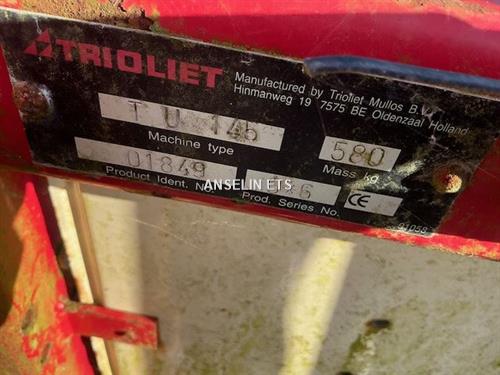 TRIOLIET
Manufactured by Trioliet Mullos B.V.
Hinmanweg 19 7575 BE Oldenzaal Holland
T U 145
Machine type
580
Mass kg
01849
Product Ident. No.
ANSELIN ETS
Prod. Series No.
CE